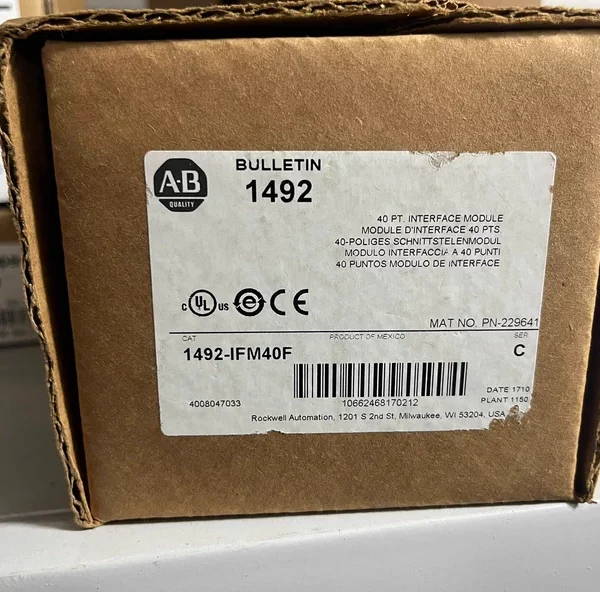 A·B
QUALITY
BULLETIN
1492
40 PT. INTERFACE MODULE
MODULE D'INTERFACE 40 PTS.
40-POLIGES SCHNITTSTELENMODUL
MODULO INTERFACCIA A 40 PUNTI
40 PUNTOS MODULO DE INTERFACE
c UL us e CE
MAT NO. PN-229641
CAT PRODUCT OF MEXICO SER.
1492-IFM40F C
4008047033 10662468170212
DATE 1710
PLANT 1150
Rockwell Automation, 1201 S 2nd St, Milwaukee, WI 53204, USA